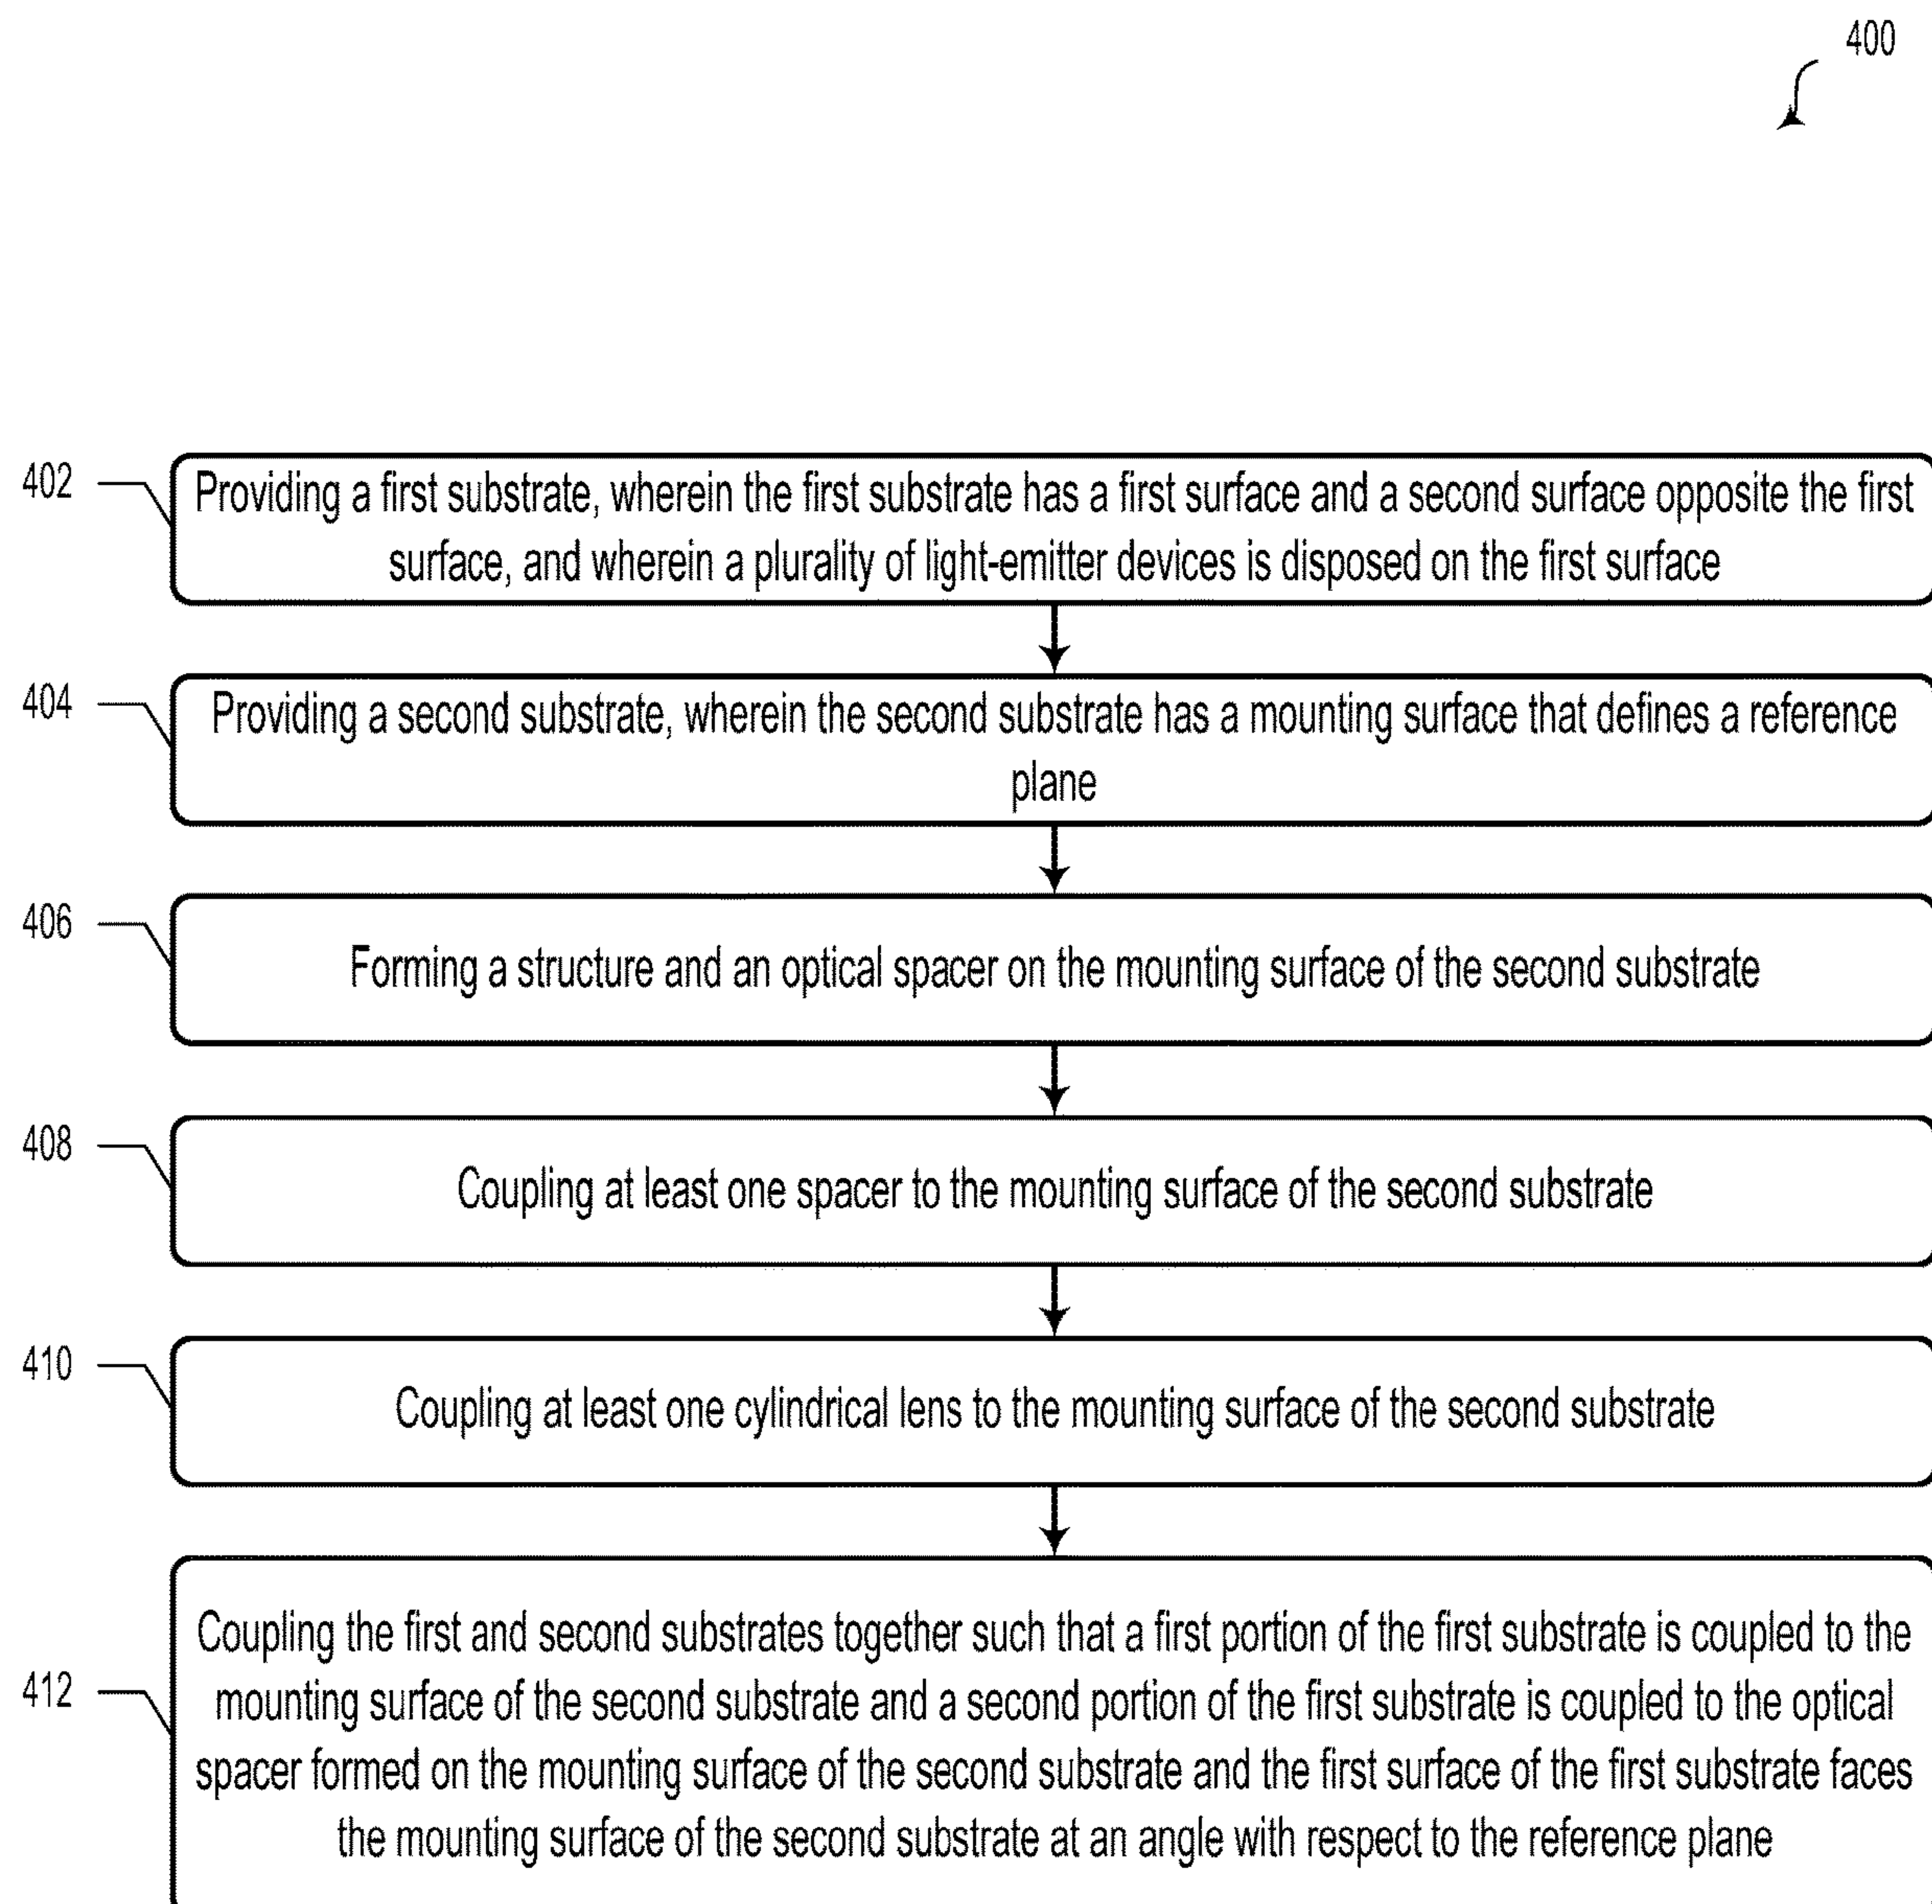 400
402
Providing a first substrate, wherein the first substrate has a first surface and a second surface opposite the first
surface, and wherein a plurality of light-emitter devices is disposed on the first surface
404
Providing a second substrate, wherein the second substrate has a mounting surface that defines a reference
plane
406
Forming a structure and an optical spacer on the mounting surface of the second substrate
408
Coupling at least one spacer to the mounting surface of the second substrate
410
Coupling at least one cylindrical lens to the mounting surface of the second substrate
412
Coupling the first and second substrates together such that a first portion of the first substrate is coupled to the
mounting surface of the second substrate and a second portion of the first substrate is coupled to the optical
spacer formed on the mounting surface of the second substrate and the first surface of the first substrate faces
the mounting surface of the second substrate at an angle with respect to the reference plane